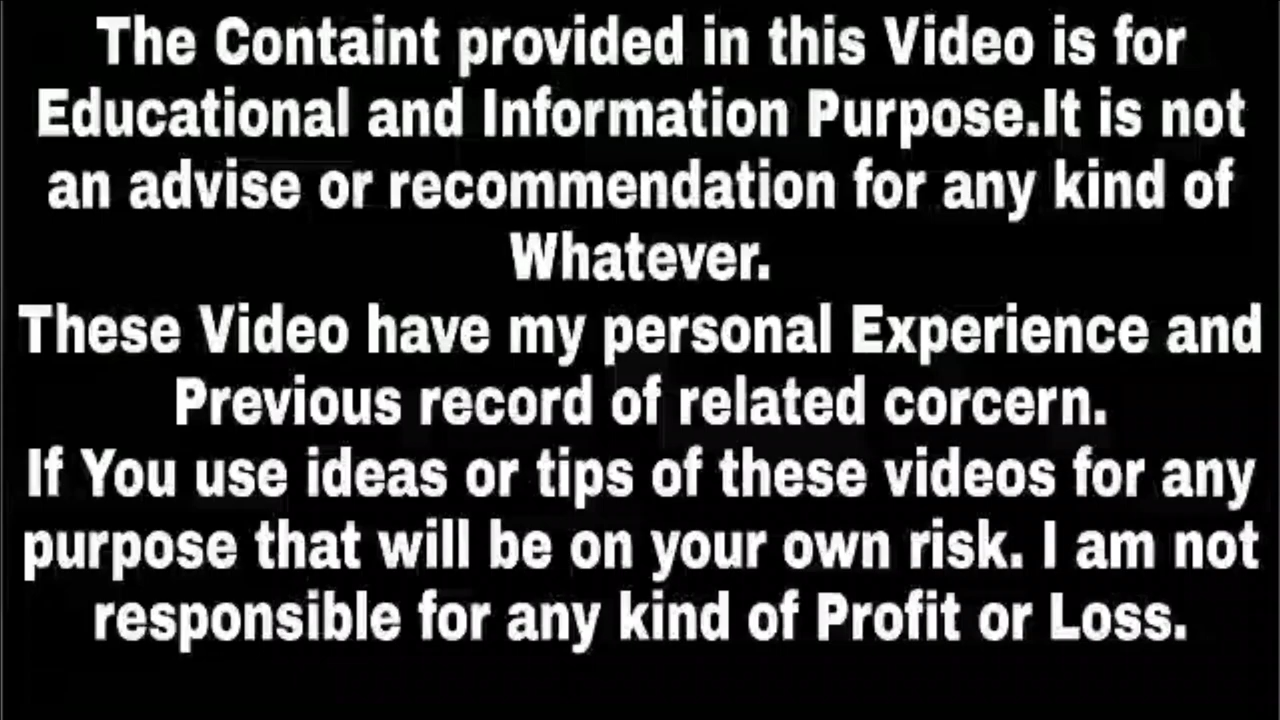 The Containt provided in this Video is for
Educational and Information Purpose.It is not
an advise or recommendation for any kind of
Whatever.
These Video have my personal Experience and
Previous record of related corcern.
If You use ideas or tips of these videos for any
purpose that will be on your own risk. I am not
responsible for any kind of Profit or Loss.